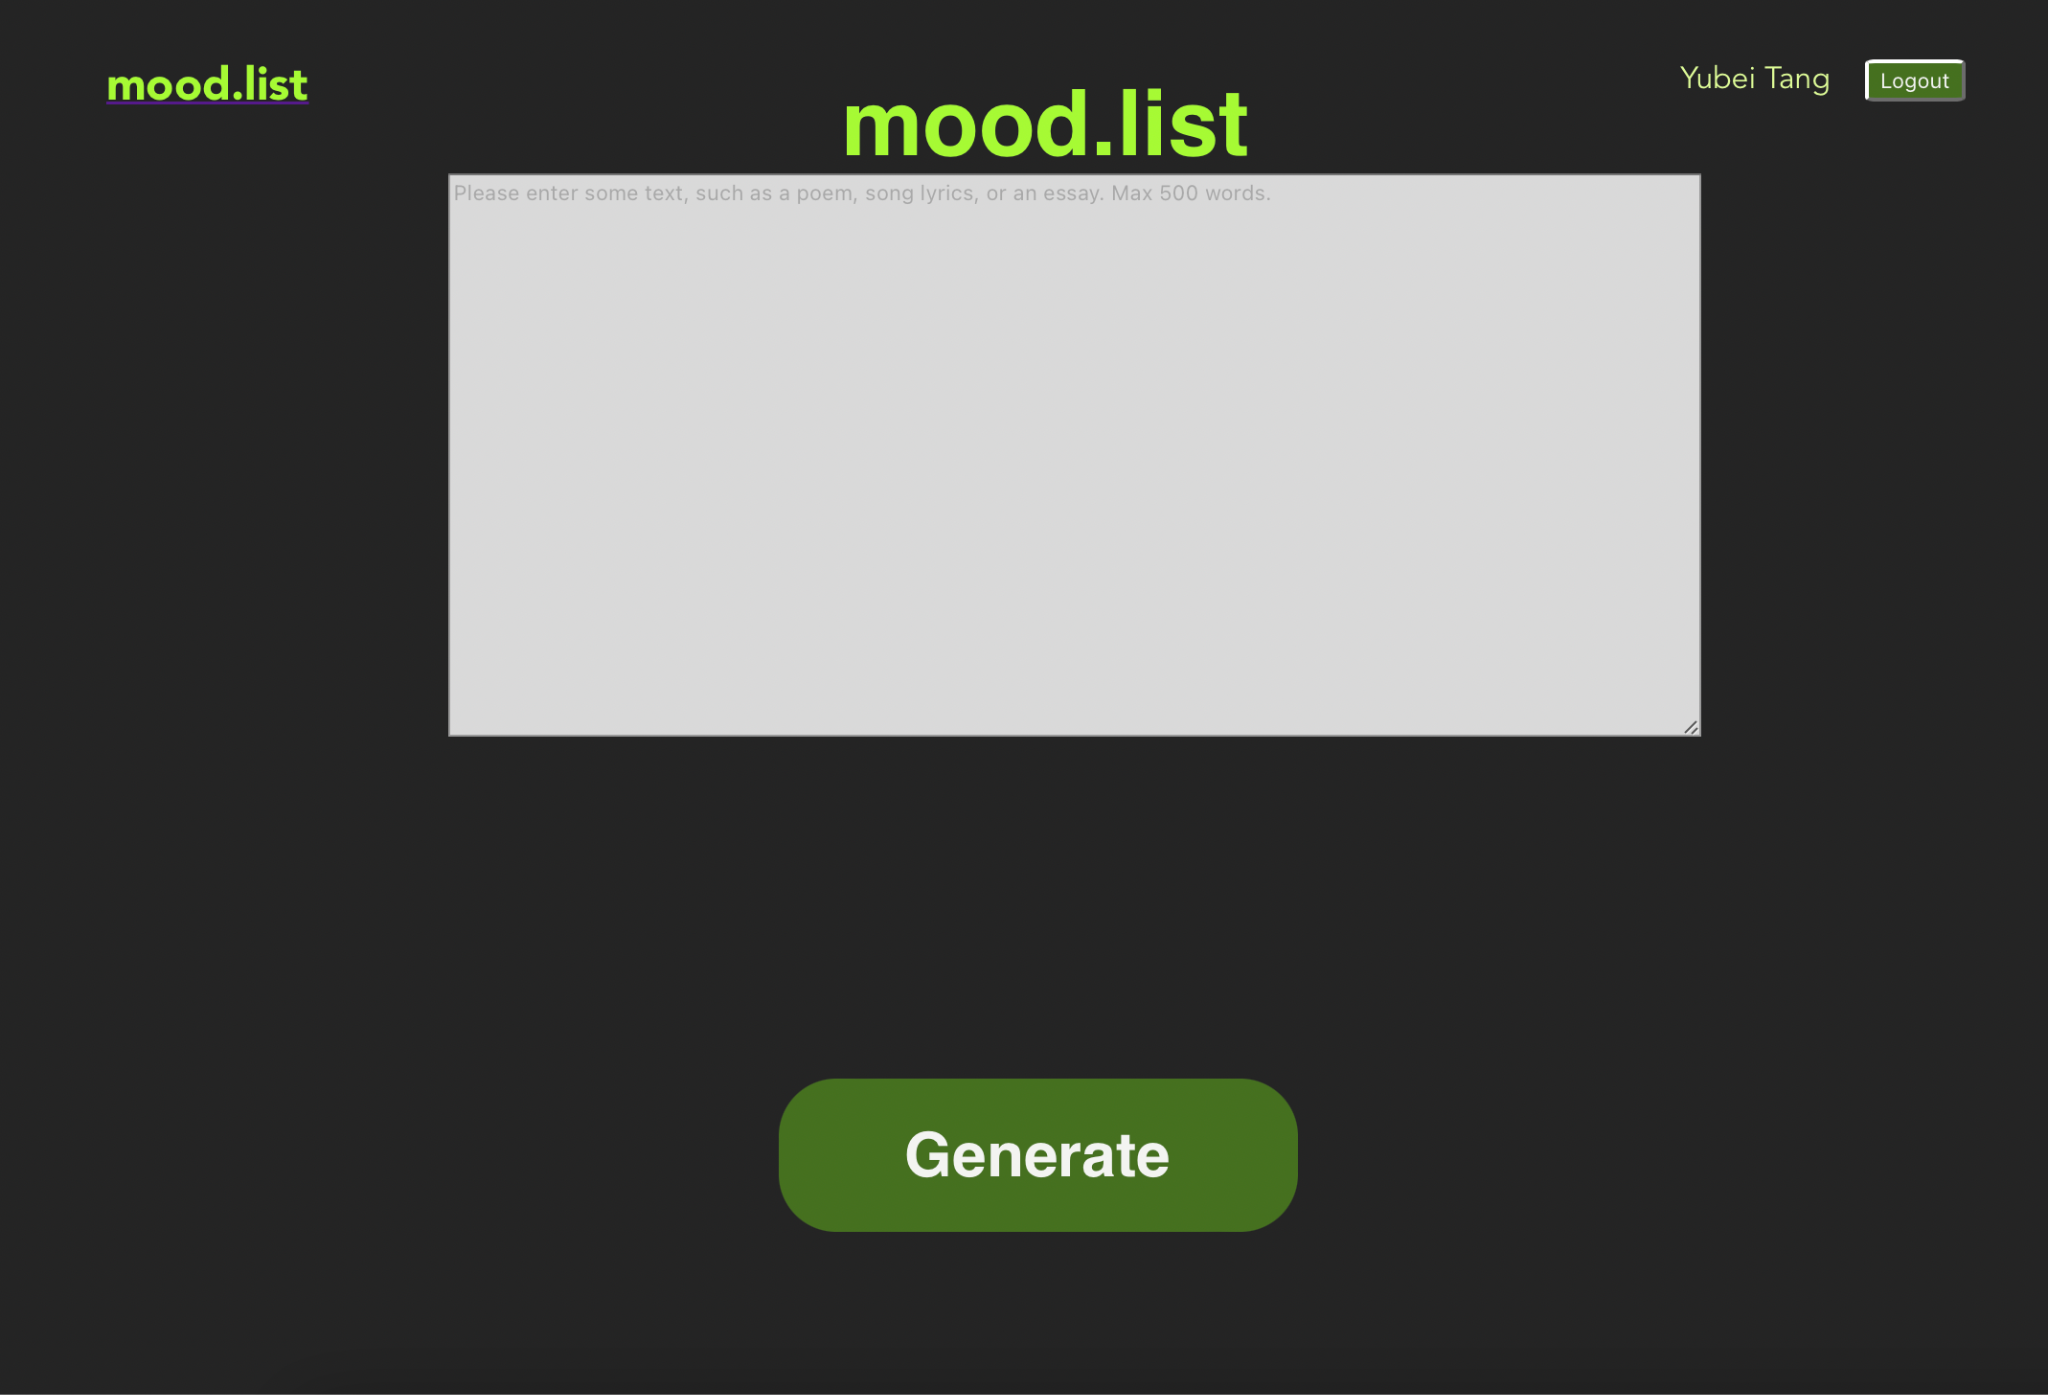 mood.list
Yubei Tang
Logout
mood.list
Please enter some text, such as a poem, song lyrics, or an essay. Max 500 words.
Generate